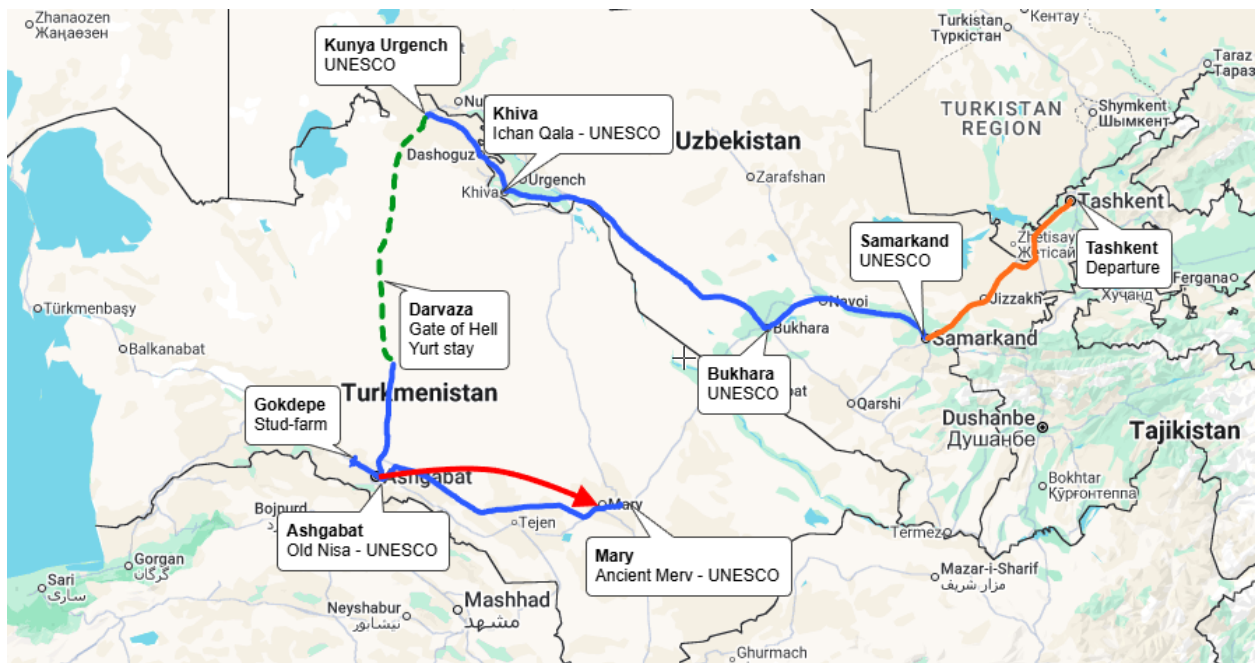 Zhanaozen
Жаңаөзен
Kunya Urgench
UNESCO
Khiva
Ichan Qala - UNESCO
Dashoguz
Urgench
Khiva
Uzbekistan
Zarafshan
Turkistan
Түркістан
Кентау
Taraz
Тараз
TURKISTAN
REGION
Shymkent
Шымкент
Tashkent
Zhetisay
Жетісай
Tashkent
Departure
Fergana
Хуҷанд
Samarkand
UNESCO
Navoi
Jizzakh
Samarkand
Bukhara
Bukhara
UNESCO
Qarshi
Türkmenbaşy
Balkanabat
Darvaza
Gate of Hell
Yurt stay
Turkmenistan
Gokdepe
Stud-farm
Ashgabat
Ashgabat
Old Nisa - UNESCO
Bojnurd
Tejen
Mary
Mary
Ancient Merv - UNESCO
Dushanbe
Душанбе
Tajikistan
Bokhtar
Қӯрғонтеппа
Termez
Mazar-i-Sharif
مزار شریف
Gorgan
گرگان
Sari
ساری
Neyshabur
نیشابور
Mashhad
مشهد
Ghurmach